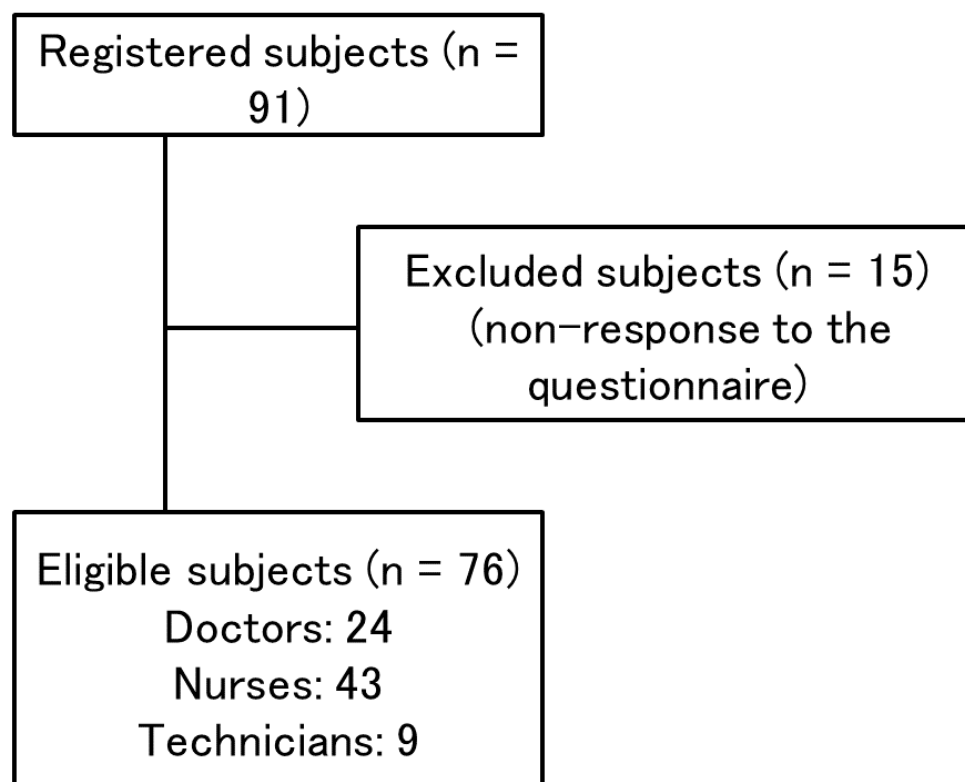 Registered subjects (n =
91)
Excluded subjects (n = 15)
(non-response to the
questionnaire)
Eligible subjects (n = 76)
Doctors: 24
Nurses: 43
Technicians: 9